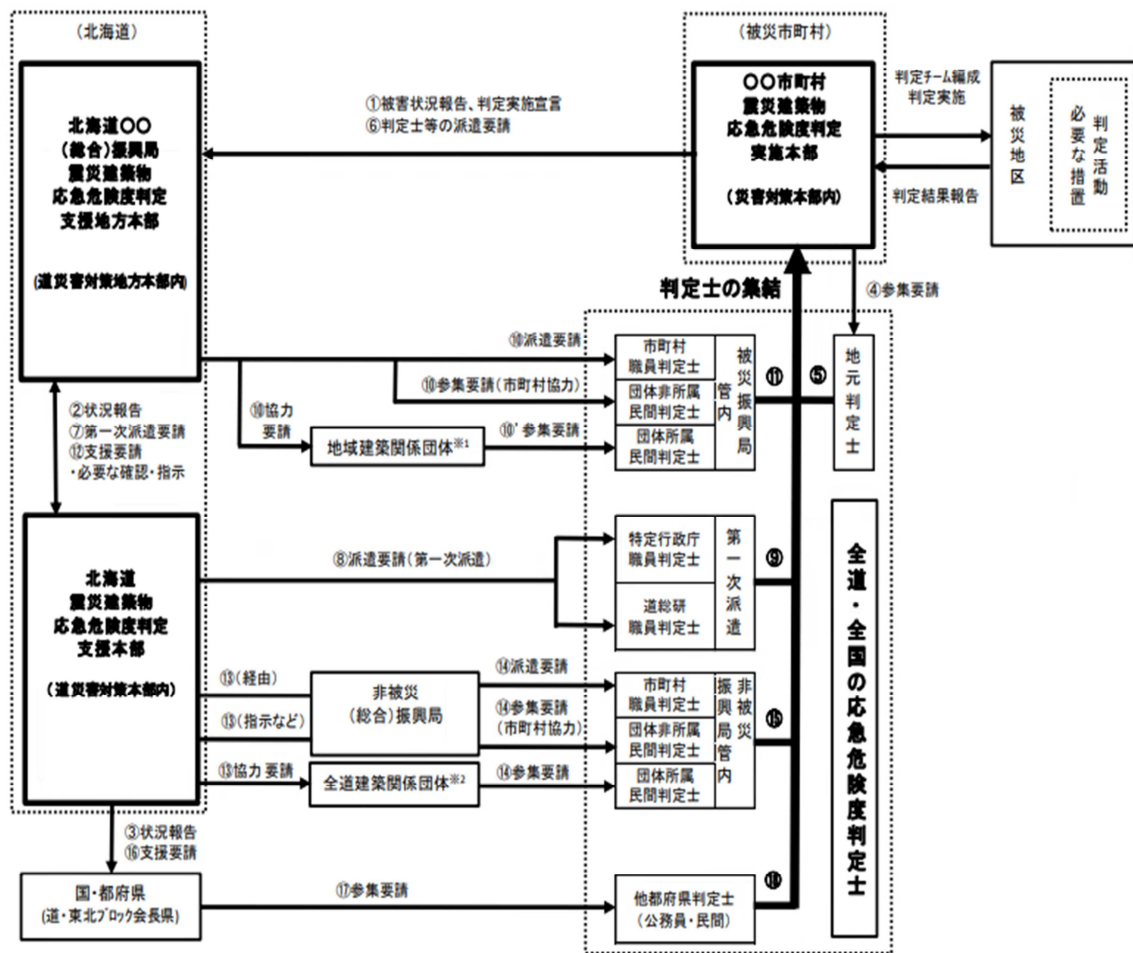 (北海道)
北海道〇〇
(総合)振興局
震災建築物
応急危険度判定
支援地方本部
(道災害対策地方本部内)
①被害状況報告、判定実施宣言
⑥判定士等の派遣要請
(被災市町村)
〇〇市町村
震災建築物
応急危険度判定
実施本部
(災害対策本部内)
判定チーム編成
判定実施
判定結果報告
被災地区
判定活動
必要な措置
判定士の集結
④参集要請
⑩派遣要請
⑩参集要請(市町村協力)
⑩協力
要請
地域建築関係団体※1
⑩’参集要請
市町村
職員判定士
団体非所属
民間判定士
団体所属
民間判定士
被災振興局
管内
⑪
⑤
地元判定士
②状況報告
⑦第一次派遣要請
⑫支援要請
・必要な確認・指示
北海道
震災建築物
応急危険度判定
支援本部
(道災害対策本部内)
⑧派遣要請(第一次派遣)
特定行政庁
職員判定士
道総研
職員判定士
第一次派遣
⑨
全道・全国の応急危険度判定士
⑬(経由)
⑬(指示など)
非被災
(総合)振興局
⑭派遣要請
⑭参集要請
(市町村協力)
⑬協力要請
全道建築関係団体※2
⑭参集要請
市町村
職員判定士
団体非所属
民間判定士
団体所属
民間判定士
非被災
振興局管内
⑮
③状況報告
⑯支援要請
国・都府県
(道・東北ブロック会長県)
⑰参集要請
他都府県判定士
(公務員・民間)
⑱